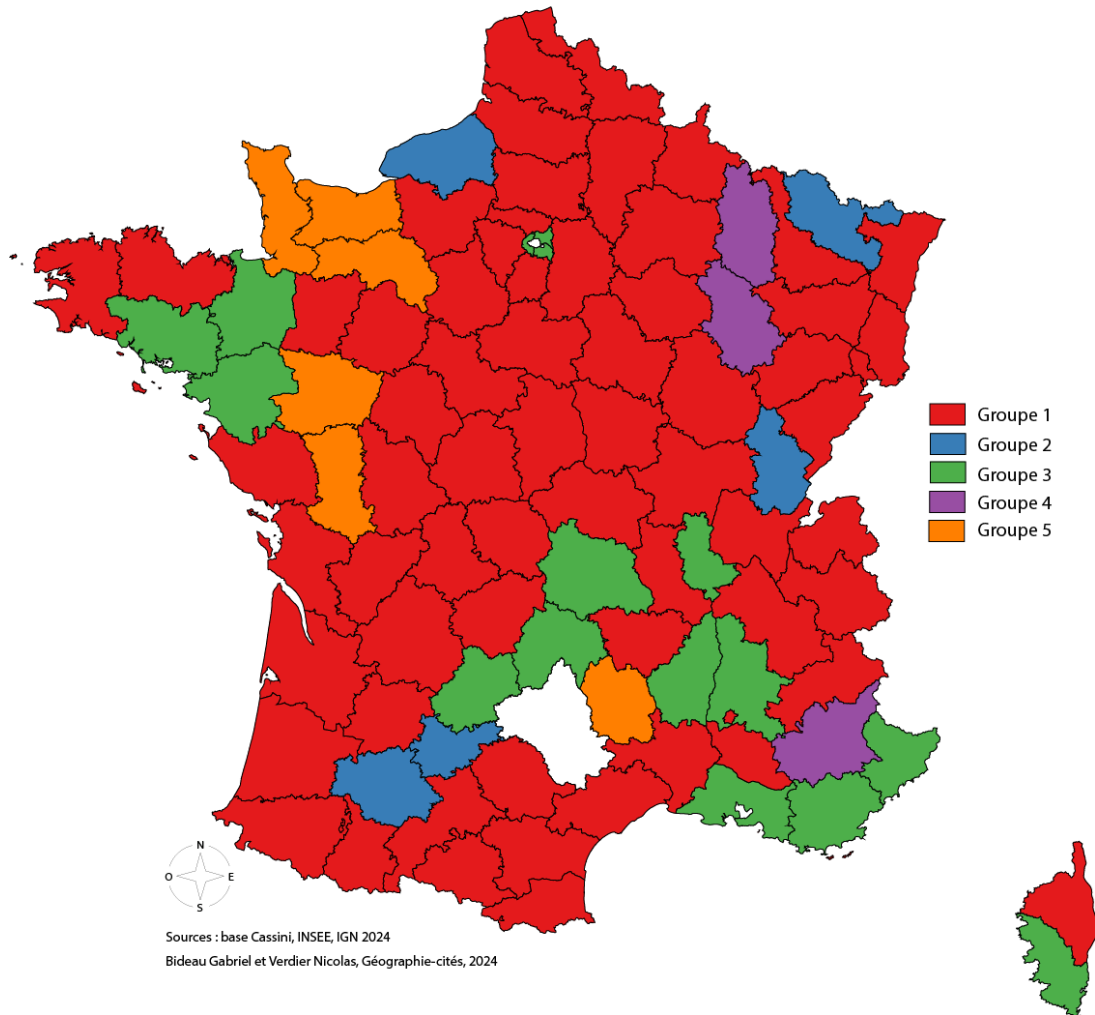 Groupe 1
Groupe 2
Groupe 3
Groupe 4
Groupe 5
N
O E
S
Sources : base Cassini, INSEE, IGN 2024
Bideau Gabriel et Verdier Nicolas, Géographie-cités, 2024